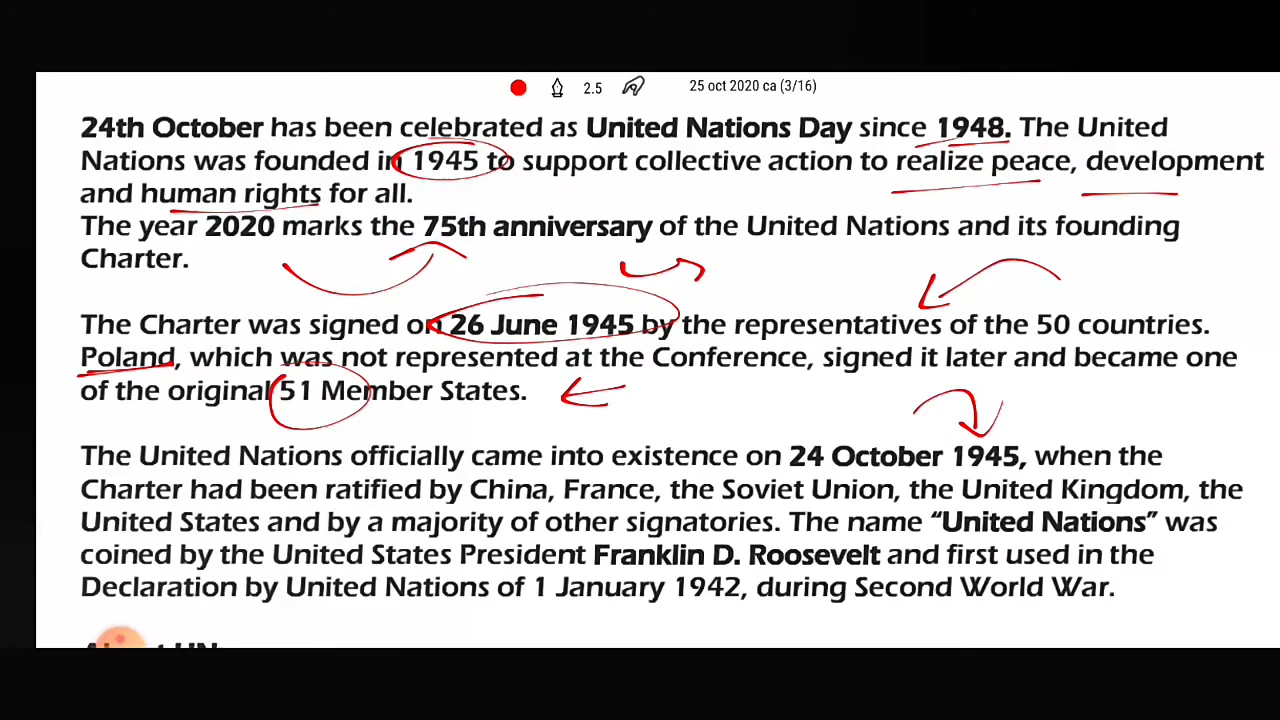 2.5 25 oct 2020 ca (3/16)
24th October has been celebrated as United Nations Day since 1948. The United
Nations was founded in 1945 to support collective action to realize peace, development
and human rights for all.
The year 2020 marks the 75th anniversary of the United Nations and its founding
Charter.
The Charter was signed on 26 June 1945 by the representatives of the 50 countries.
Poland, which was not represented at the Conference, signed it later and became one
of the original 51 Member States.
The United Nations officially came into existence on 24 October 1945, when the
Charter had been ratified by China, France, the Soviet Union, the United Kingdom, the
United States and by a majority of other signatories. The name “United Nations” was
coined by the United States President Franklin D. Roosevelt and first used in the
Declaration by United Nations of 1 January 1942, during Second World War.